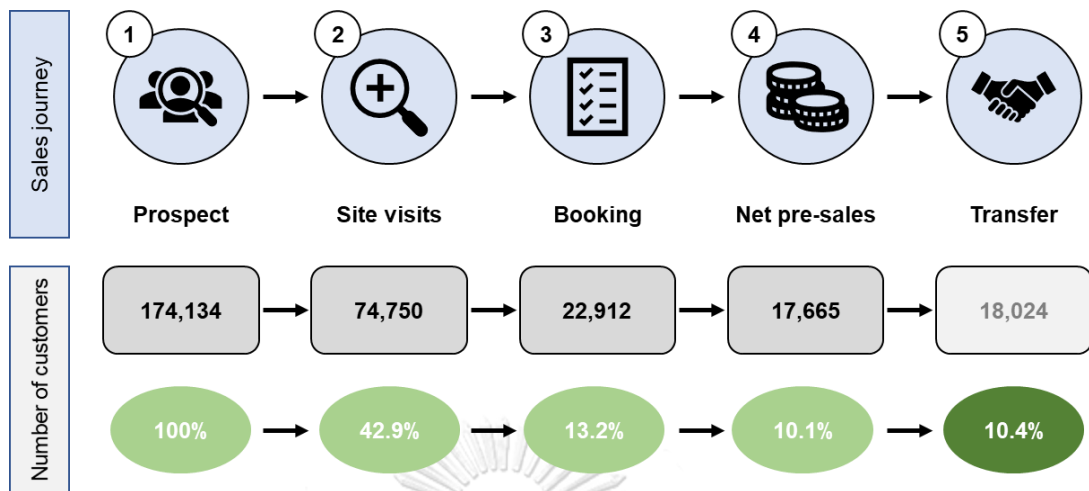 Sales journey
1
2
3
4
5
Prospect
Site visits
Booking
Net pre-sales
Transfer
Number of customers
174,134
74,750
22,912
17,665
18,024
100%
42.9%
13.2%
10.1%
10.4%